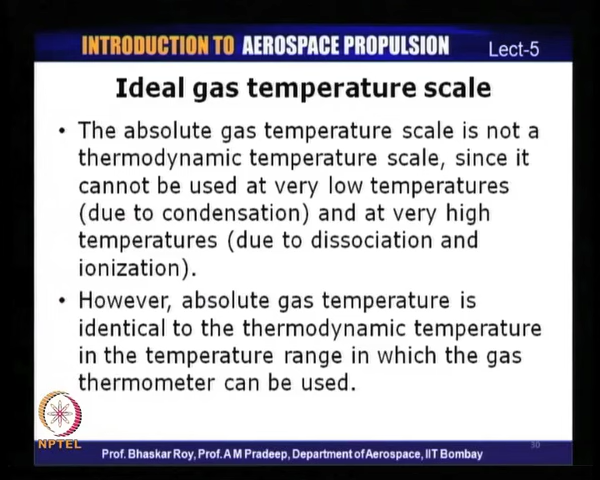 INTRODUCTION TO AEROSPACE PROPULSION Lect-5
Ideal gas temperature scale
• The absolute gas temperature scale is not a
thermodynamic temperature scale, since it
cannot be used at very low temperatures
(due to condensation) and at very high
temperatures (due to dissociation and
ionization).
• However, absolute gas temperature is
identical to the thermodynamic temperature
in the temperature range in which the gas
thermometer can be used.
NPTEL
30
Prof. Bhaskar Roy, Prof. A M Pradeep, Department of Aerospace, IIT Bombay